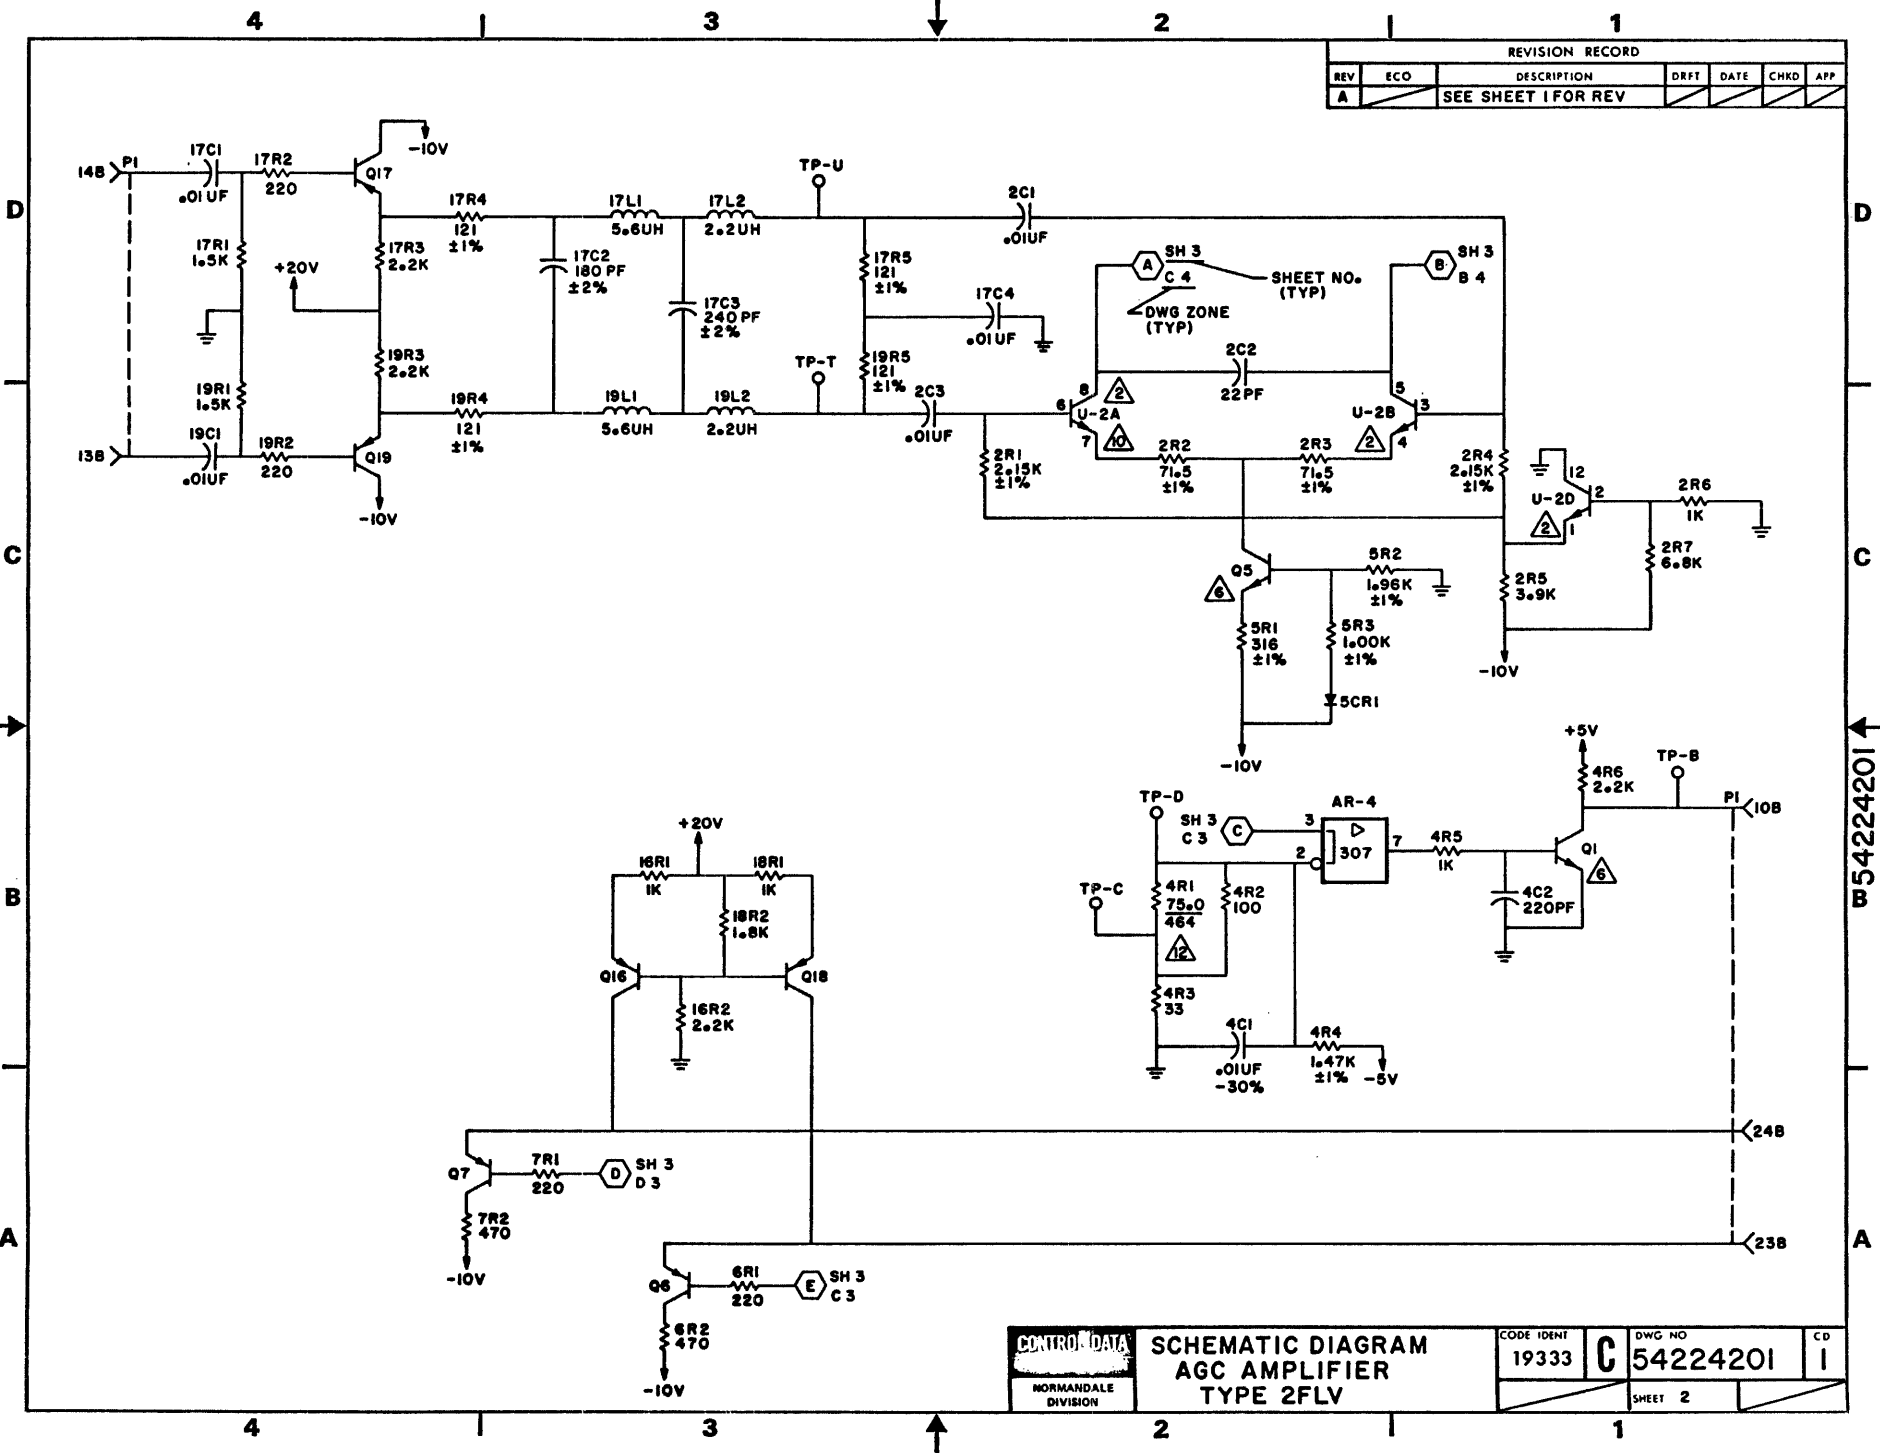 4 3 2 1
REVISION RECORD
REV ECO DESCRIPTION DRFT DATE CHKD APP
A SEE SHEET 1 FOR REV
D
D
14B P1
17C1
.01UF
17R2
220
Q17
-10V
17R1
1.5K
+20V
17R3
2.2K
17R4
121
±1%
17L1
5.6UH
17L2
2.2UH
TP-U
17C2
180 PF
±2%
17C3
240 PF
±2%
17R5
121
±1%
17C4
.01UF
2C1
.01UF
A SH 3
C 4
SHEET NO.
(TYP)
DWG ZONE
(TYP)
B SH 3
B 4
19R1
1.5K
19R3
2.2K
19R4
121
±1%
19L1
5.6UH
19L2
2.2UH
TP-T
19R5
121
±1%
2C3
.01UF
2C2
22PF
13B
19C1
.01UF
19R2
220
Q19
-10V
6 8 7
U-2A
2
10
5 3 4
U-2B
2
2R1
2.15K
±1%
2R2
71.5
±1%
2R3
71.5
±1%
2R4
2.15K
±1%
12
U-2D
2
2
1
2R6
1K
2R7
6.8K
2R5
3.9K
-10V
C
C
Q5
6
5R2
1.96K
±1%
5R1
316
±1%
5R3
1.00K
±1%
5CR1
-10V
+5V
4R6
2.2K
TP-B
P1 10B
TP-D
SH 3
C 3
C
3
2
AR-4
307
7
4R5
1K
Q1
6
4C2
220PF
TP-C
4R1
75.0
464
12
4R2
100
4R3
33
4C1
.01UF
-30%
4R4
1.47K
±1%
-5V
B
B
54224201
+20V
16R1
1K
18R1
1K
18R2
1.8K
Q16
Q18
16R2
2.2K
24B
Q7
7R1
220
D SH 3
D 3
7R2
470
-10V
A
A
23B
Q6
6R1
220
E SH 3
C 3
6R2
470
-10V
CONTROL DATA
NORMANDALE
DIVISION
SCHEMATIC DIAGRAM
AGC AMPLIFIER
TYPE 2FLV
CODE IDENT
19333
C
DWG NO
54224201
CD
1
SHEET 2
4 3 2 1